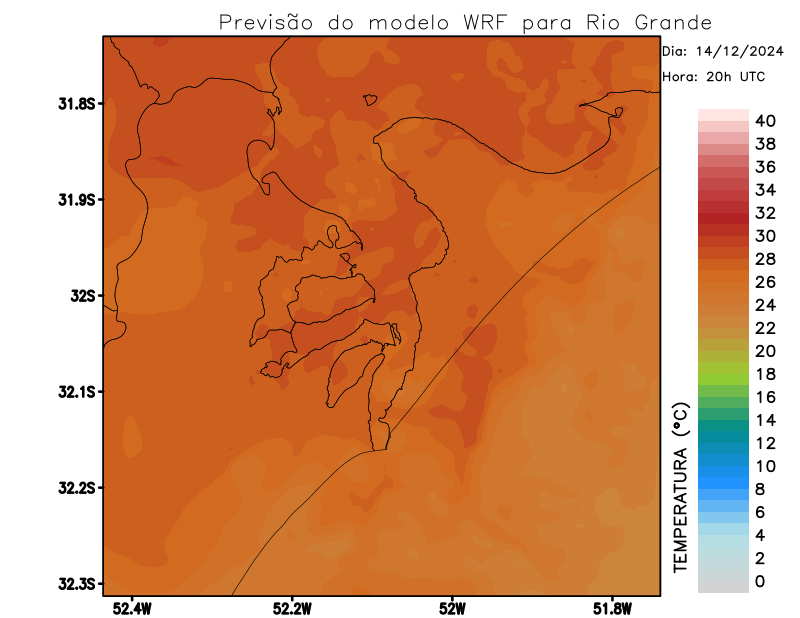 Previsão do modelo WRF para Rio Grande
Dia: 14/12/2024
Hora: 20h UTC
31.8S
31.9S
32S
32.1S
32.2S
32.3S
52.4W
52.2W
52W
51.8W
TEMPERATURA (°C)
40
38
36
34
32
30
28
26
24
22
20
18
16
14
12
10
8
6
4
2
0